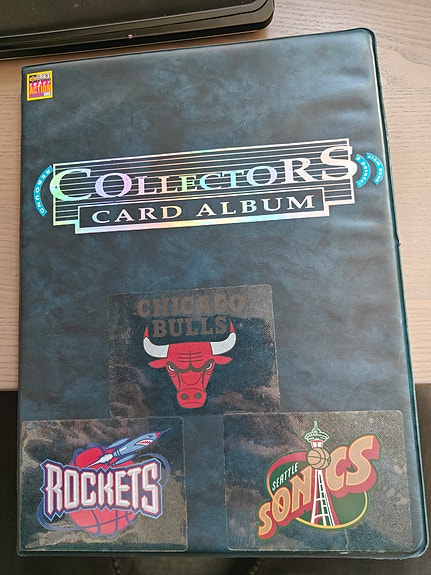 COLLECTORS
CARD ALBUM
CHICAGO
BULLS
ROCKETS
SEATTLE
SONICS